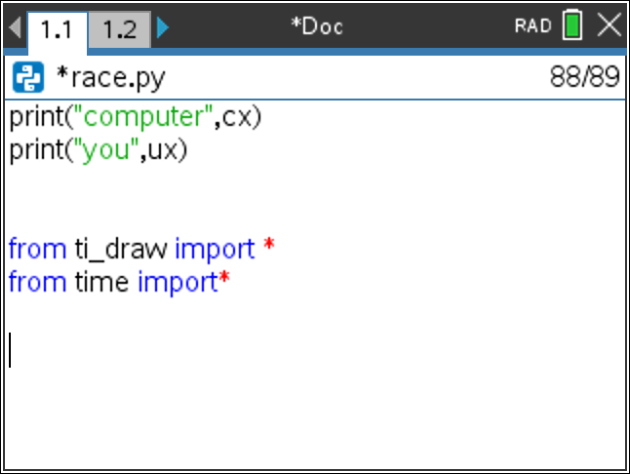 1.1 1.2 *Doc RAD
*race.py 88/89
print("computer",cx)
print("you",ux)
from ti_draw import *
from time import*